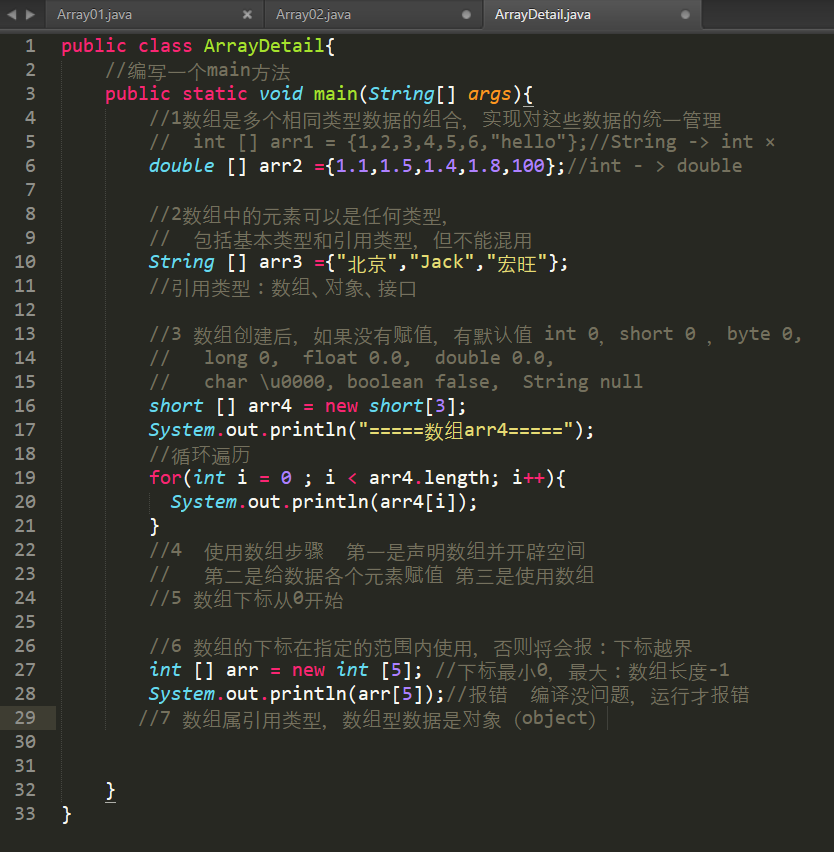 Array01.java × Array02.java ArrayDetail.java
1 public class ArrayDetail{
2 //编写一个main方法
3 public static void main(String[] args){
4 //1数组是多个相同类型数据的组合，实现对这些数据的统一管理
5 // int [] arr1 = {1,2,3,4,5,6,"hello"};//String -> int ×
6 double [] arr2 ={1.1,1.5,1.4,1.8,100};//int - > double
7
8 //2数组中的元素可以是任何类型，
9 // 包括基本类型和引用类型，但不能混用
10 String [] arr3 ={"北京","Jack","宏旺"};
11 //引用类型：数组、对象、接口
12
13 //3 数组创建后，如果没有赋值，有默认值 int 0，short 0 ，byte 0,
14 // long 0, float 0.0, double 0.0,
15 // char \u0000, boolean false, String null
16 short [] arr4 = new short[3];
17 System.out.println("=====数组arr4=====");
18 //循环遍历
19 for(int i = 0 ; i < arr4.length; i++){
20 System.out.println(arr4[i]);
21 }
22 //4 使用数组步骤 第一是声明数组并开辟空间
23 // 第二是给数据各个元素赋值 第三是使用数组
24 //5 数组下标从0开始
25
26 //6 数组的下标在指定的范围内使用，否则将会报：下标越界
27 int [] arr = new int [5]; //下标最小0，最大：数组长度-1
28 System.out.println(arr[5]);//报错 编译没问题，运行才报错
29 //7 数组属引用类型，数组型数据是对象（object）
30
31
32 }
33 }